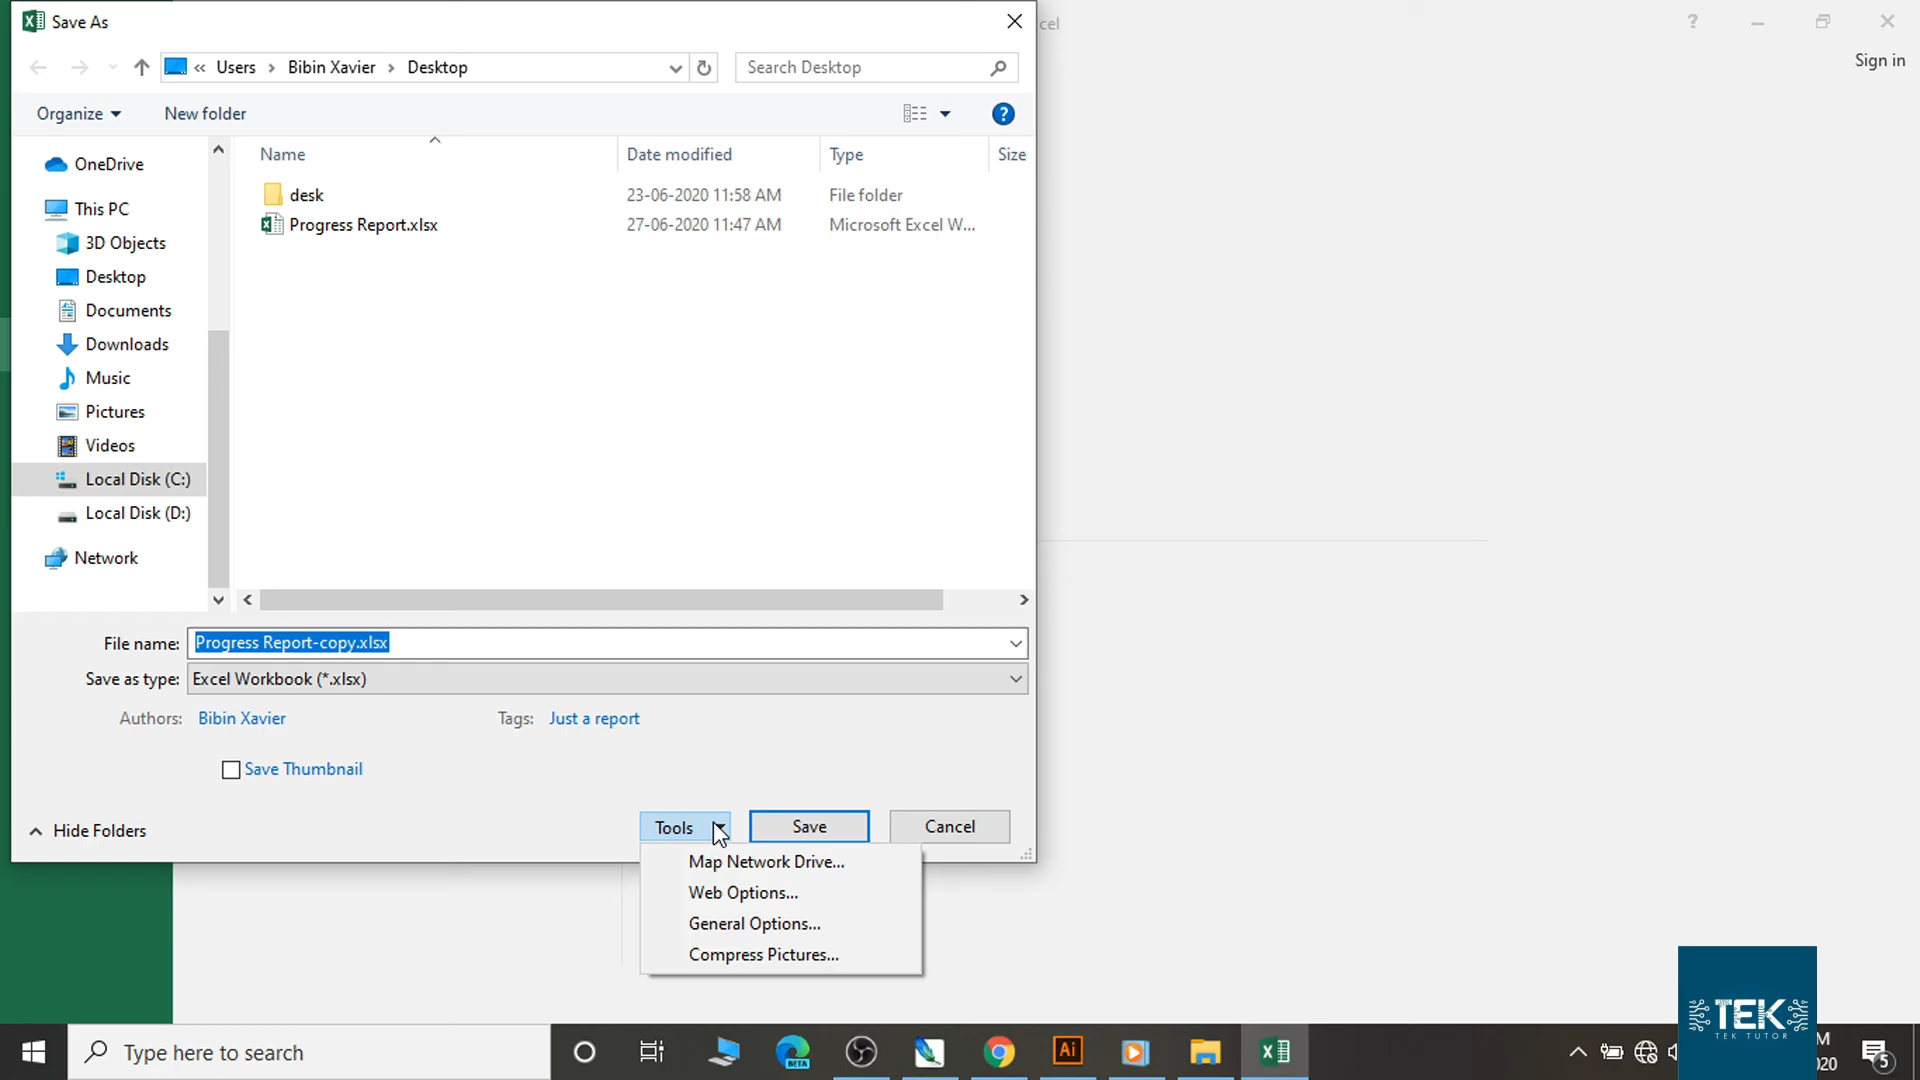 Save As
cel
Sign in
« Users › Bibin Xavier › Desktop
Search Desktop
Organize
New folder
Name
Date modified
Type
Size
OneDrive
This PC
3D Objects
Desktop
Documents
Downloads
Music
Pictures
Videos
Local Disk (C:)
Local Disk (D:)
Network
desk
23-06-2020 11:58 AM
File folder
Progress Report.xlsx
27-06-2020 11:47 AM
Microsoft Excel W...
File name:
Progress Report-copy.xlsx
Save as type:
Excel Workbook (*.xlsx)
Authors:
Bibin Xavier
Tags:
Just a report
Save Thumbnail
Hide Folders
Tools
Save
Cancel
Map Network Drive...
Web Options...
General Options...
Compress Pictures...
Type here to search
BETA
Ai
TEK
TEK TUTOR
M
020
5